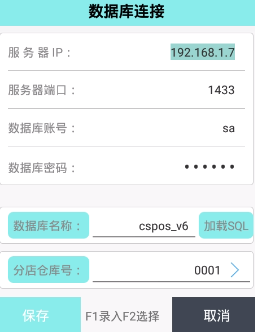 数据库连接
服 务 器 IP： 192.168.1.7
服务器端口： 1433
数据库账号： sa
数据库密码： ••••••
数据库名称： cspos_v6 加载SQL
分店仓库号： 0001
保存 F1录入F2选择 取消